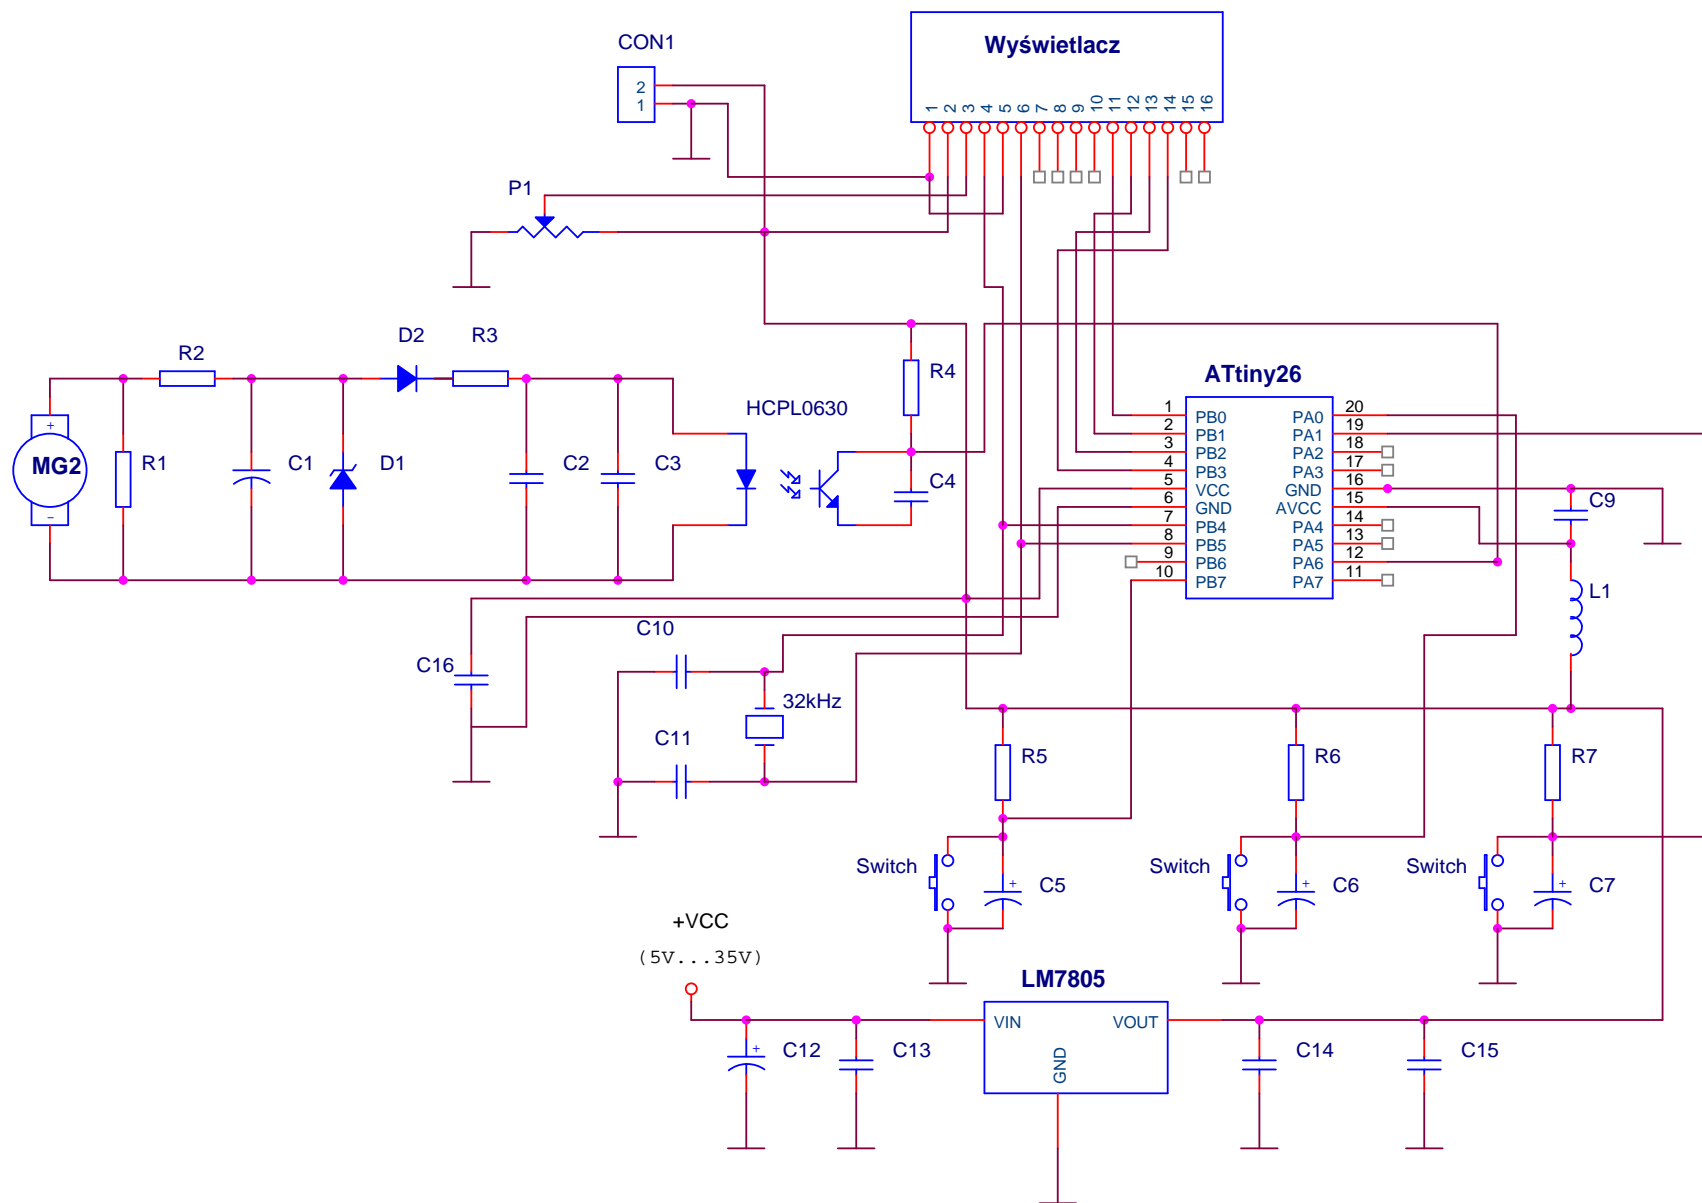 Wyświetlacz
CON1
2
1
1 2 3 4 5 6 7 8 9 10 11 12 13 14 15 16
P1
D2
R3
R2
R4
ATtiny26
HCPL0630
1 PB0 PA0 20
2 PB1 PA1 19
3 PB2 PA2 18
4 PB3 PA3 17
5 VCC GND 16
6 GND AVCC 15
7 PB4 PA4 14
8 PB5 PA5 13
9 PB6 PA6 12
10 PB7 PA7 11
+
MG2
−
R1
C1
D1
C2
C3
C4
C9
L1
C10
C16
32kHz
C11
R5
R6
R7
Switch
+
C5
Switch
+
C6
Switch
+
C7
+VCC
(5V...35V)
LM7805
VIN
VOUT
GND
+
C12
C13
C14
C15